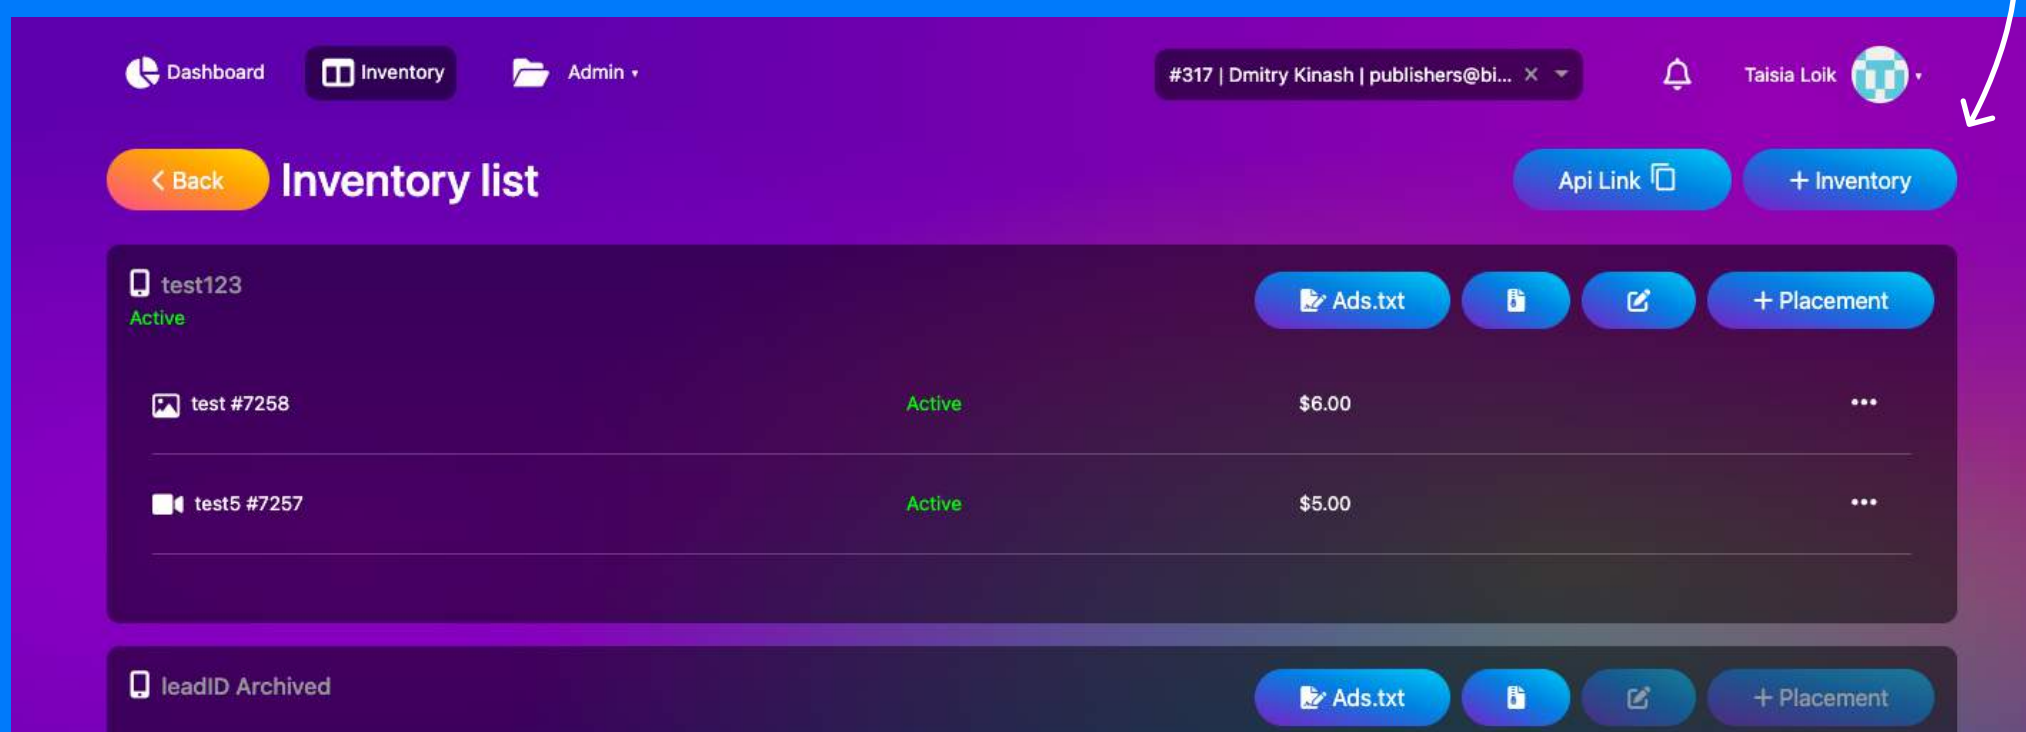 Dashboard Inventory Admin #317 | Dmitry Kinash | publishers@bi... Taisia Loik
Back Inventory list Api Link + Inventory
test123
Active
Ads.txt + Placement
test #7258 Active $6.00
test5 #7257 Active $5.00
leadID Archived Ads.txt + Placement